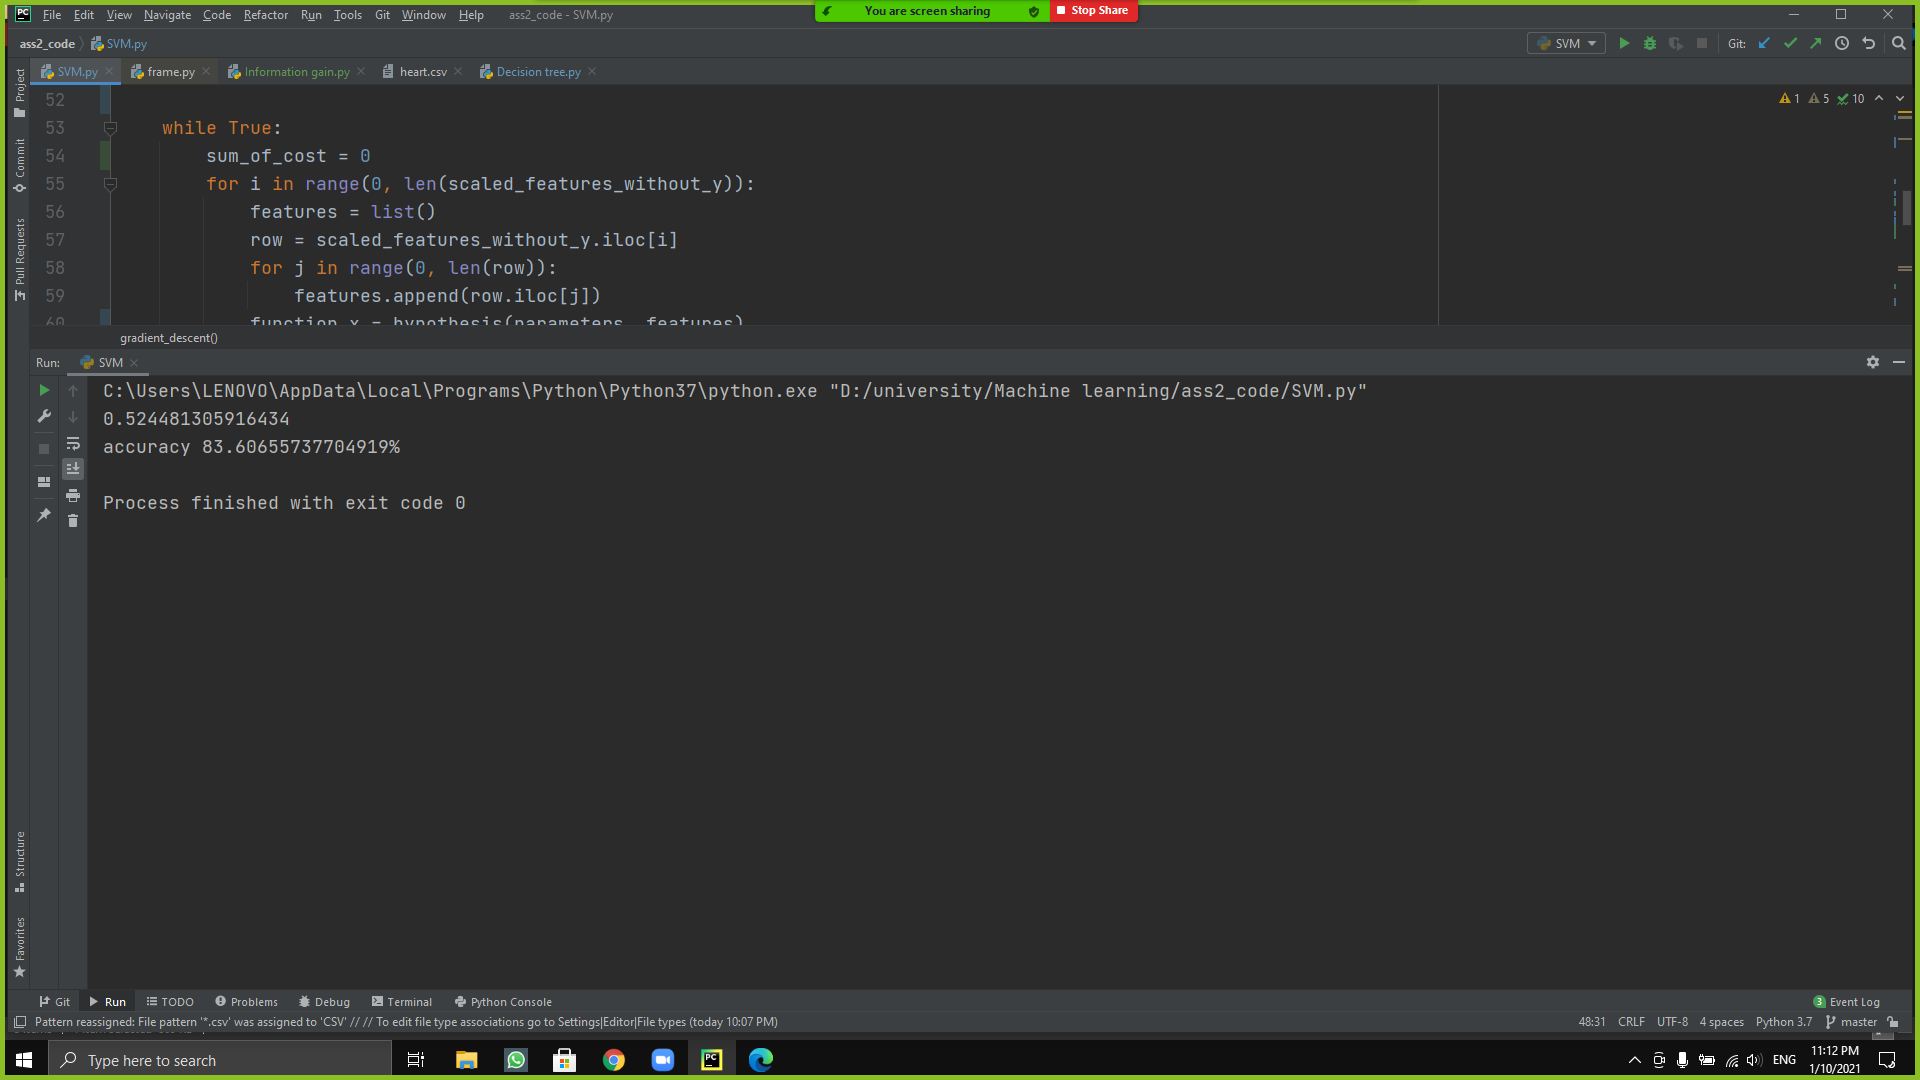 File Edit View Navigate Code Refactor Run Tools Git Window Help ass2_code - SVM.py
You are screen sharing Stop Share
ass2_code SVM.py
SVM Git:
SVM.py frame.py Information gain.py heart.csv Decision tree.py
1 5 10
52
53 while True:
54 sum_of_cost = 0
55 for i in range(0, len(scaled_features_without_y)):
56 features = list()
57 row = scaled_features_without_y.iloc[i]
58 for j in range(0, len(row)):
59 features.append(row.iloc[j])
60 function_x = hypothesis(parameters, features)
gradient_descent()
Project
Commit
Pull Requests
Structure
Favorites
Run: SVM
C:\Users\LENOVO\AppData\Local\Programs\Python\Python37\python.exe "D:/university/Machine learning/ass2_code/SVM.py"
0.524481305916434
accuracy 83.60655737704919%
Process finished with exit code 0
Git Run TODO Problems Debug Terminal Python Console
3 Event Log
Pattern reassigned: File pattern '*.csv' was assigned to 'CSV' // // To edit file type associations go to Settings|Editor|File types (today 10:07 PM)
48:31 CRLF UTF-8 4 spaces Python 3.7 master
Type here to search
ENG
11:12 PM
1/10/2021